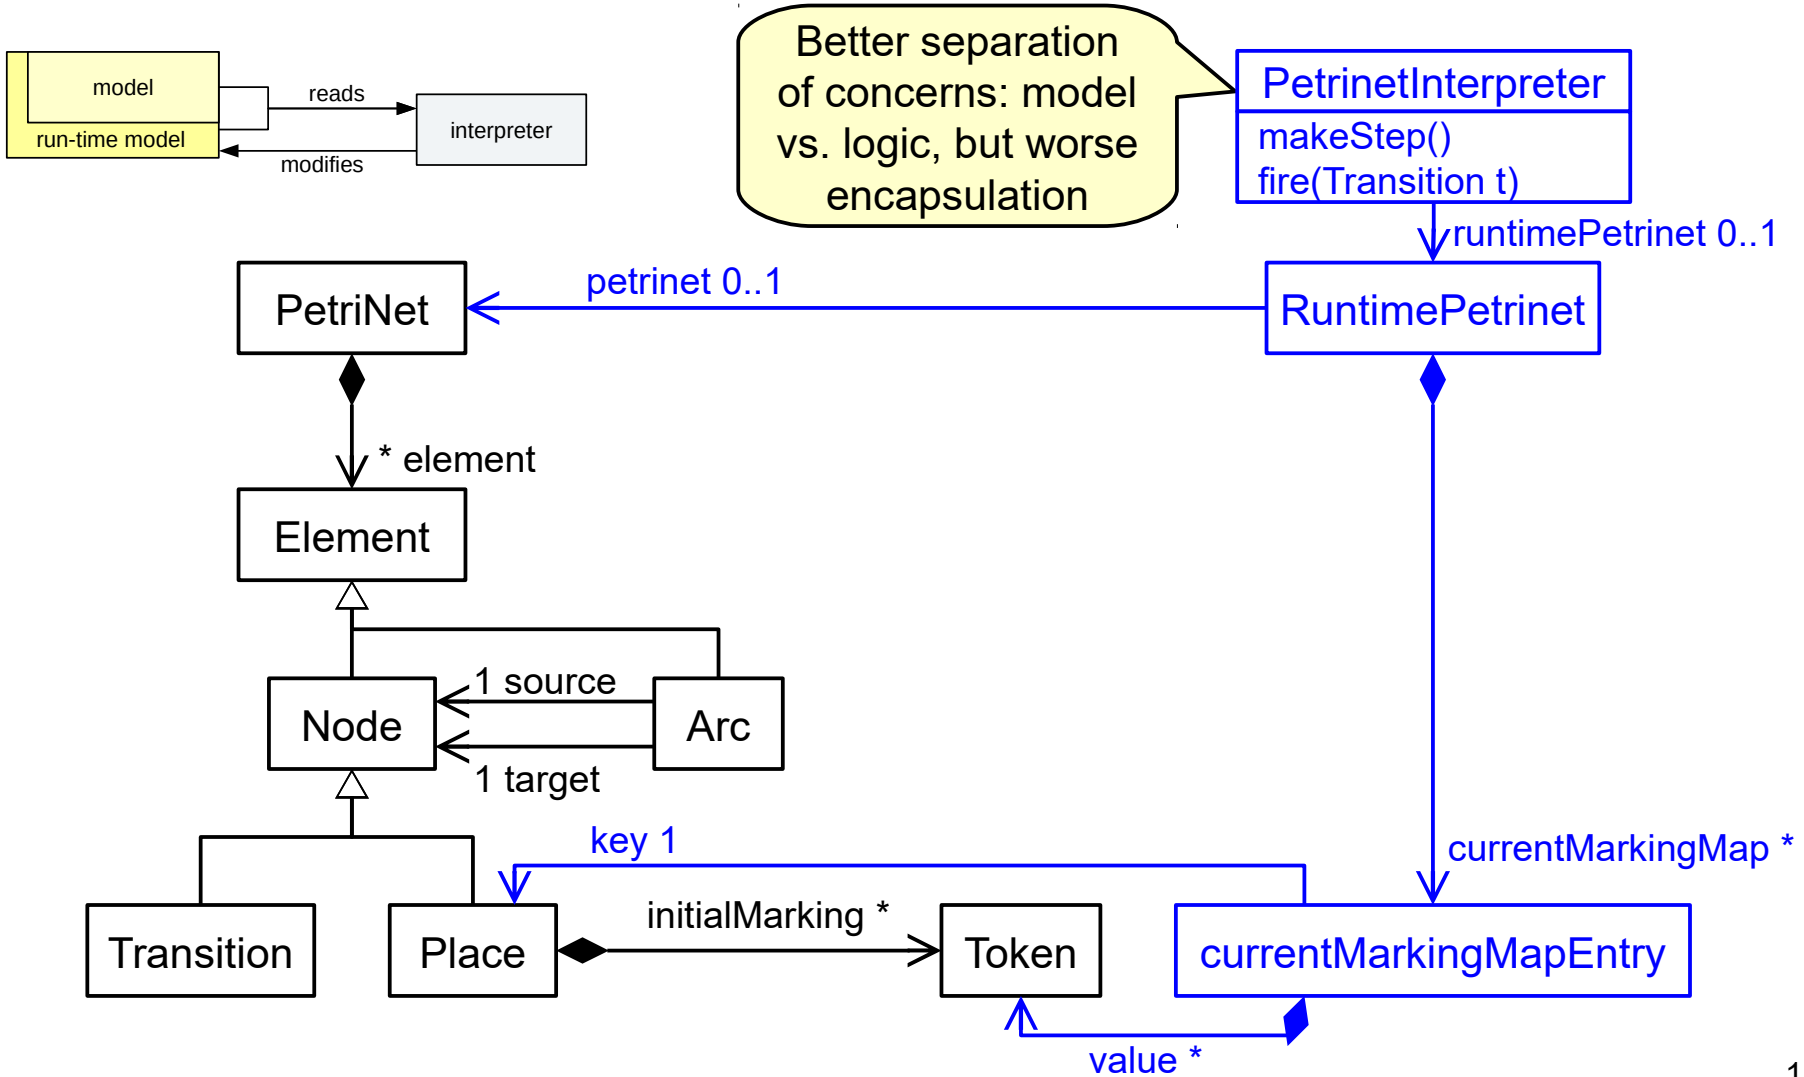 model
run-time model
reads
modifies
interpreter
Better separation
of concerns: model
vs. logic, but worse
encapsulation
PetrinetInterpreter
makeStep()
fire(Transition t)
runtimePetrinet 0..1
petrinet 0..1
PetriNet
RuntimePetrinet
* element
Element
1 source
Node
Arc
1 target
key 1
currentMarkingMap *
initialMarking *
Transition
Place
Token
currentMarkingMapEntry
value *
1